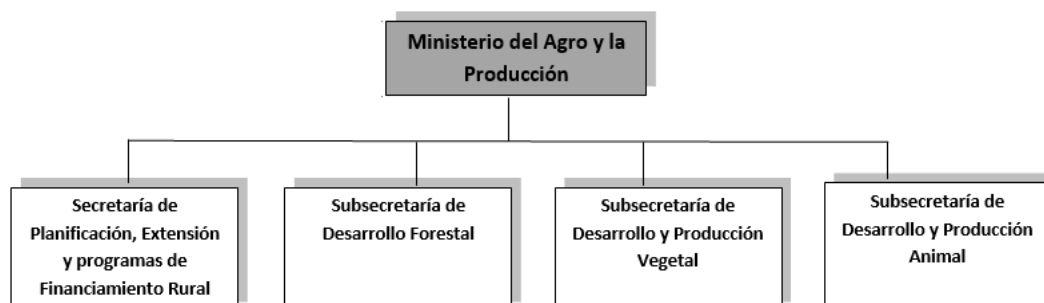 Ministerio del Agro y la
Producción
Secretaría de
Planificación, Extensión
y programas de
Financiamiento Rural
Subsecretaría de
Desarrollo Forestal
Subsecretaría de
Desarrollo y Producción
Vegetal
Subsecretaría de
Desarrollo y Producción
Animal